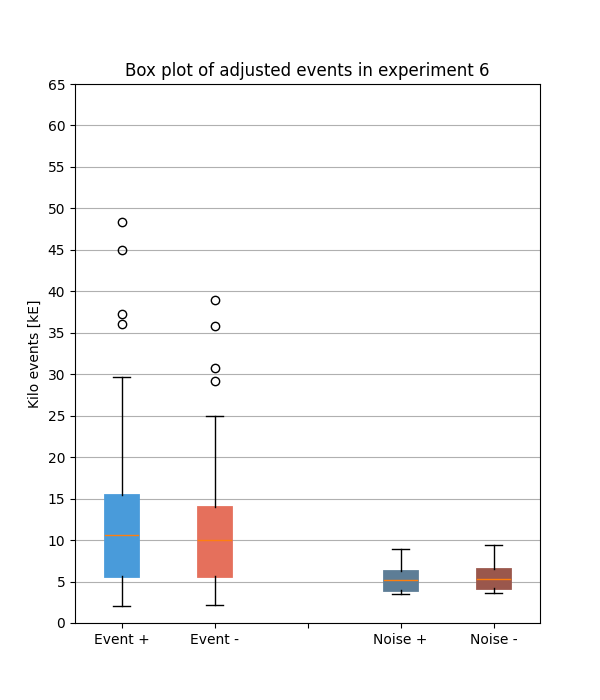 Box plot of adjusted events in experiment 6
Kilo events [kE]
65
60
55
50
45
40
35
30
25
20
15
10
5
0
Event +
Event -
Noise +
Noise -